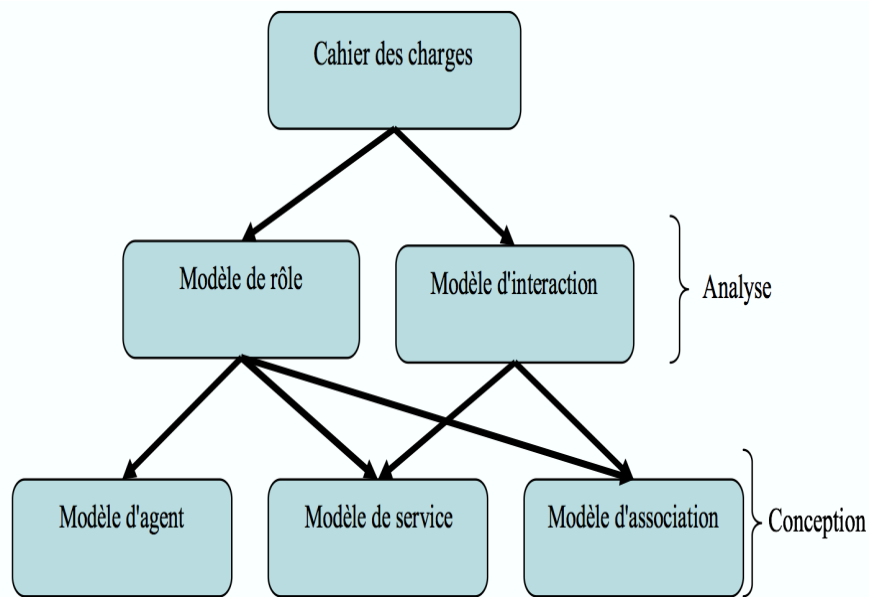 Cahier des charges
Modèle de rôle
Modèle d'interaction
Analyse
Modèle d'agent
Modèle de service
Modèle d'association
Conception